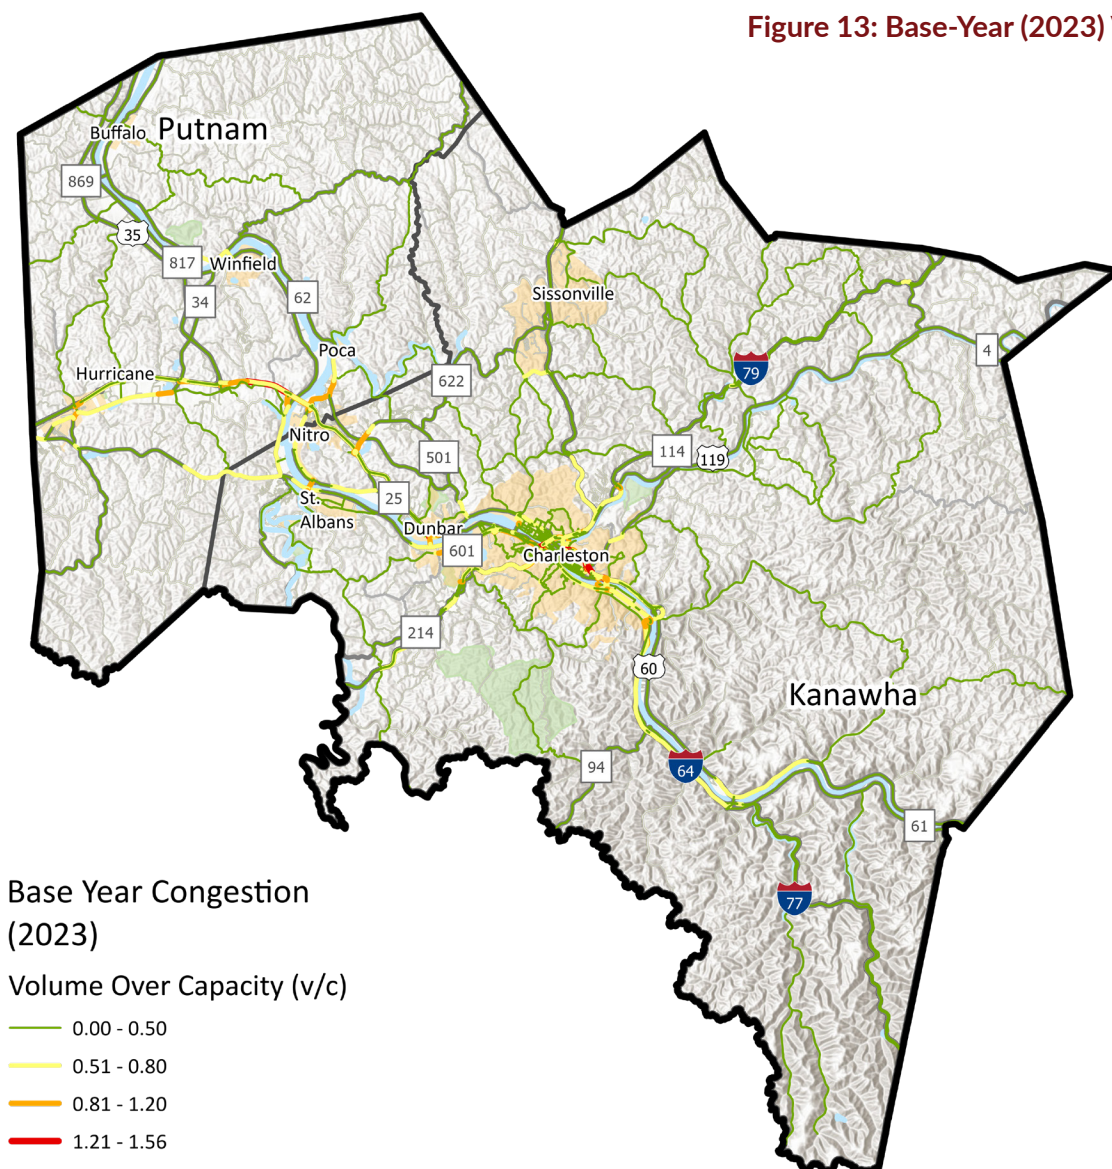 Figure 13: Base-Year (2023)
Buffalo
Putnam
869
35
817
Winfield
34
62
Sissonville
Poca
Hurricane
622
79
4
Nitro
501
114
119
St.
Albans
25
Dunbar
601
Charleston
214
60
Kanawha
94
64
61
77
Base Year Congestion
(2023)
Volume Over Capacity (v/c)
0.00 - 0.50
0.51 - 0.80
0.81 - 1.20
1.21 - 1.56